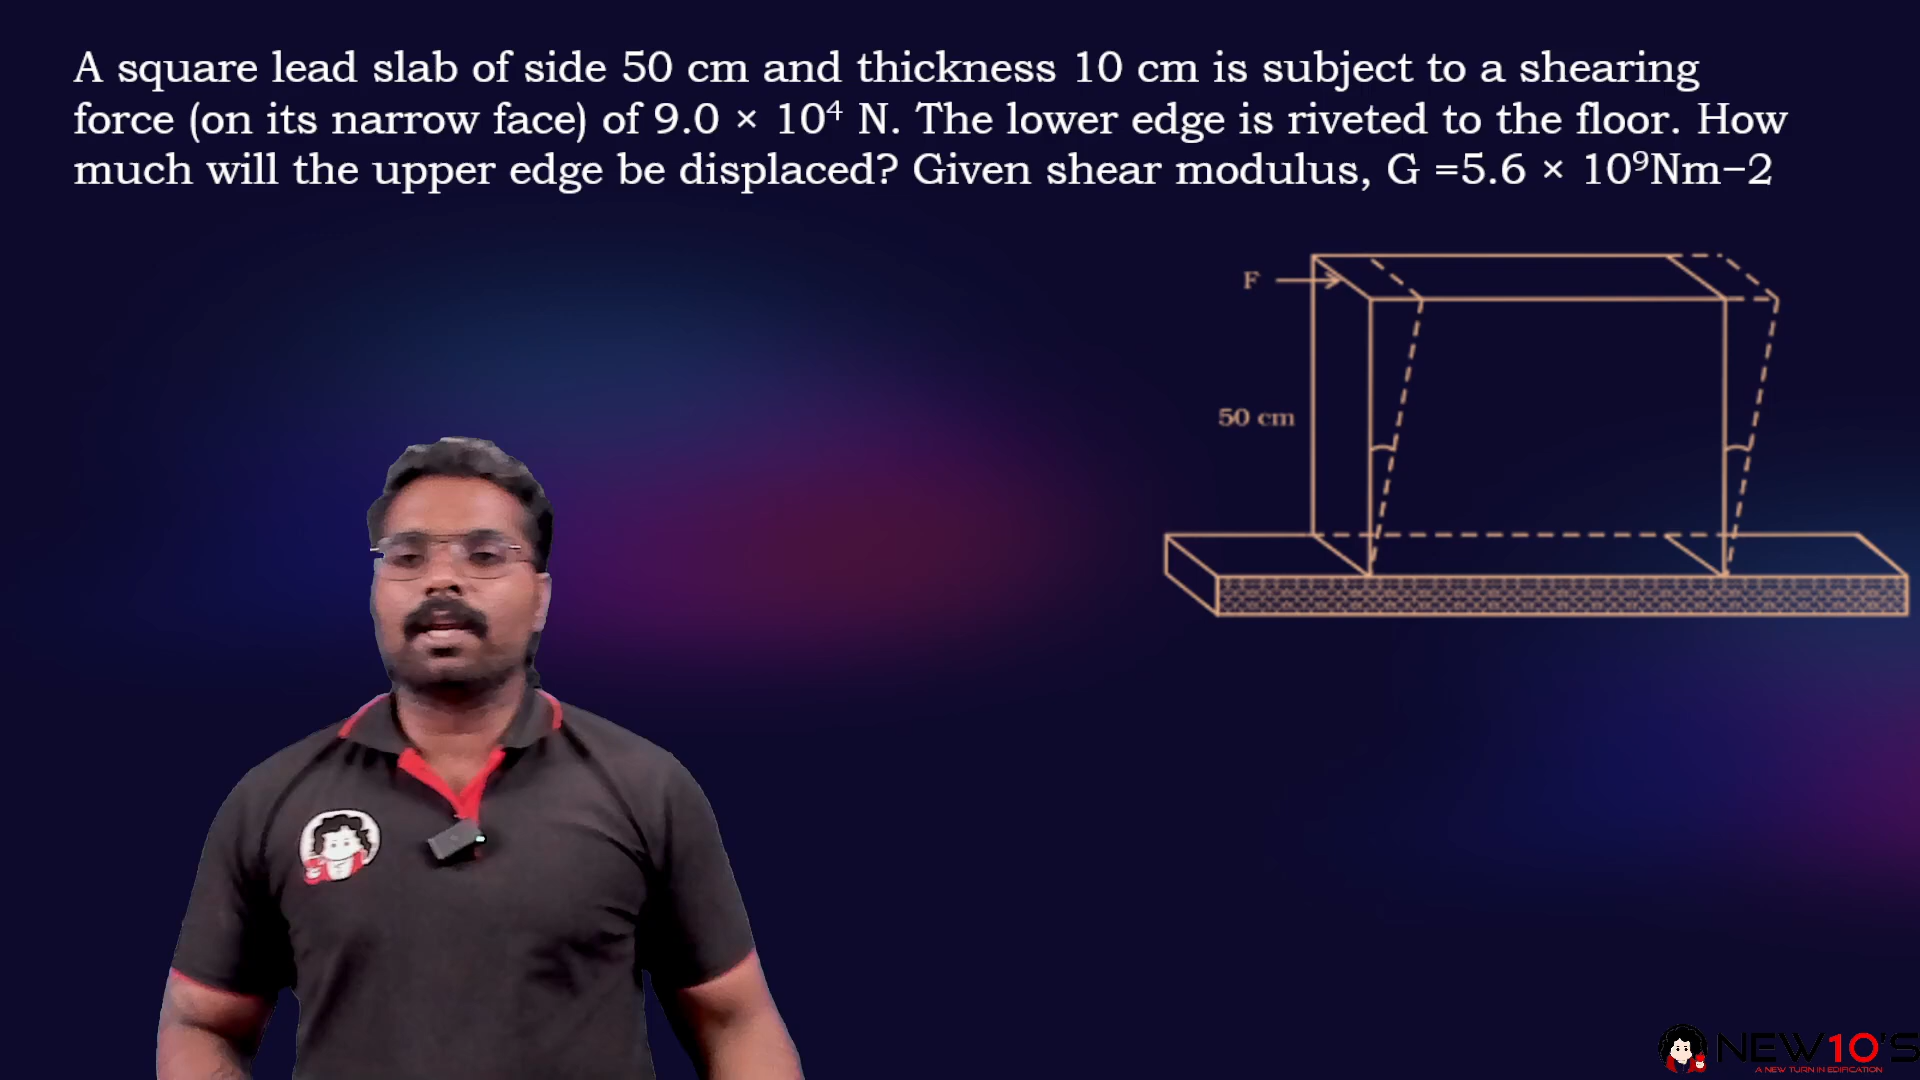 A square lead slab of side 50 cm and thickness 10 cm is subject to a shearing
force (on its narrow face) of 9.0 × 10⁴ N. The lower edge is riveted to the floor. How
much will the upper edge be displaced? Given shear modulus, G =5.6 × 10⁹Nm−2
F
50 cm
NEW10'S
A NEW TURN IN EDIFICATION